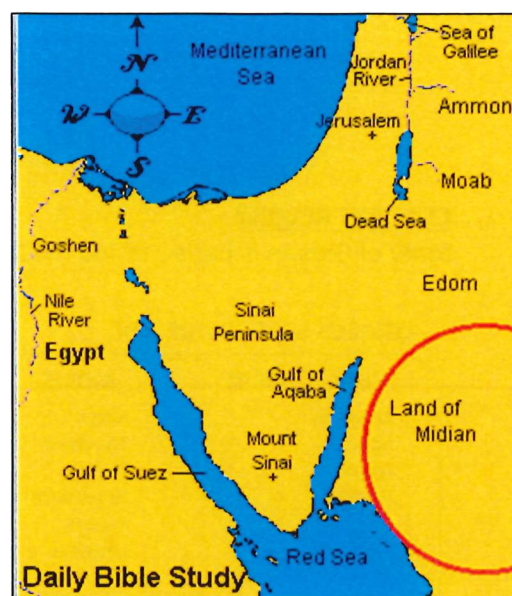 Mediterranean
Sea
N
W
E
S
Sea of
Galilee
Jordan
River
Ammon
Jerusalem
Moab
Dead Sea
Goshen
Edom
Nile
River
Egypt
Sinai
Peninsula
Gulf of
Aqaba
Land of
Midian
Mount
Sinai
Gulf of Suez
Red Sea
Daily Bible Study